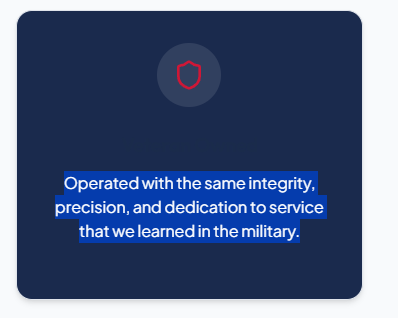 Operated with the same integrity,
precision, and dedication to service
that we learned in the military.